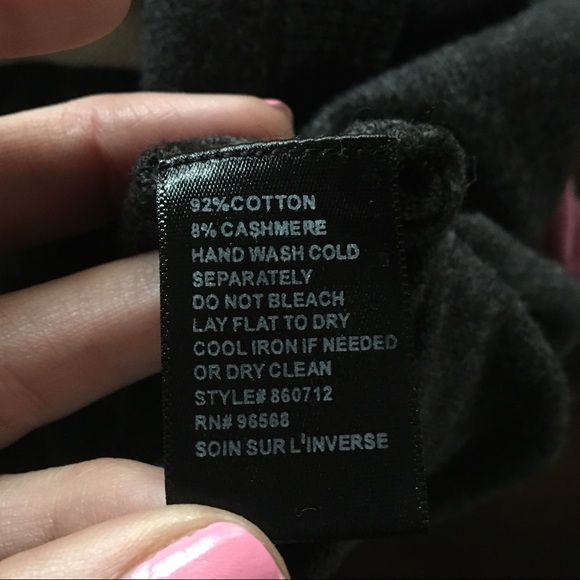 92%COTTON
8% CASHMERE
HAND WASH COLD
SEPARATELY
DO NOT BLEACH
LAY FLAT TO DRY
COOL IRON IF NEEDED
OR DRY CLEAN
STYLE# 860712
RN# 96568
SOIN SUR L'INVERSE